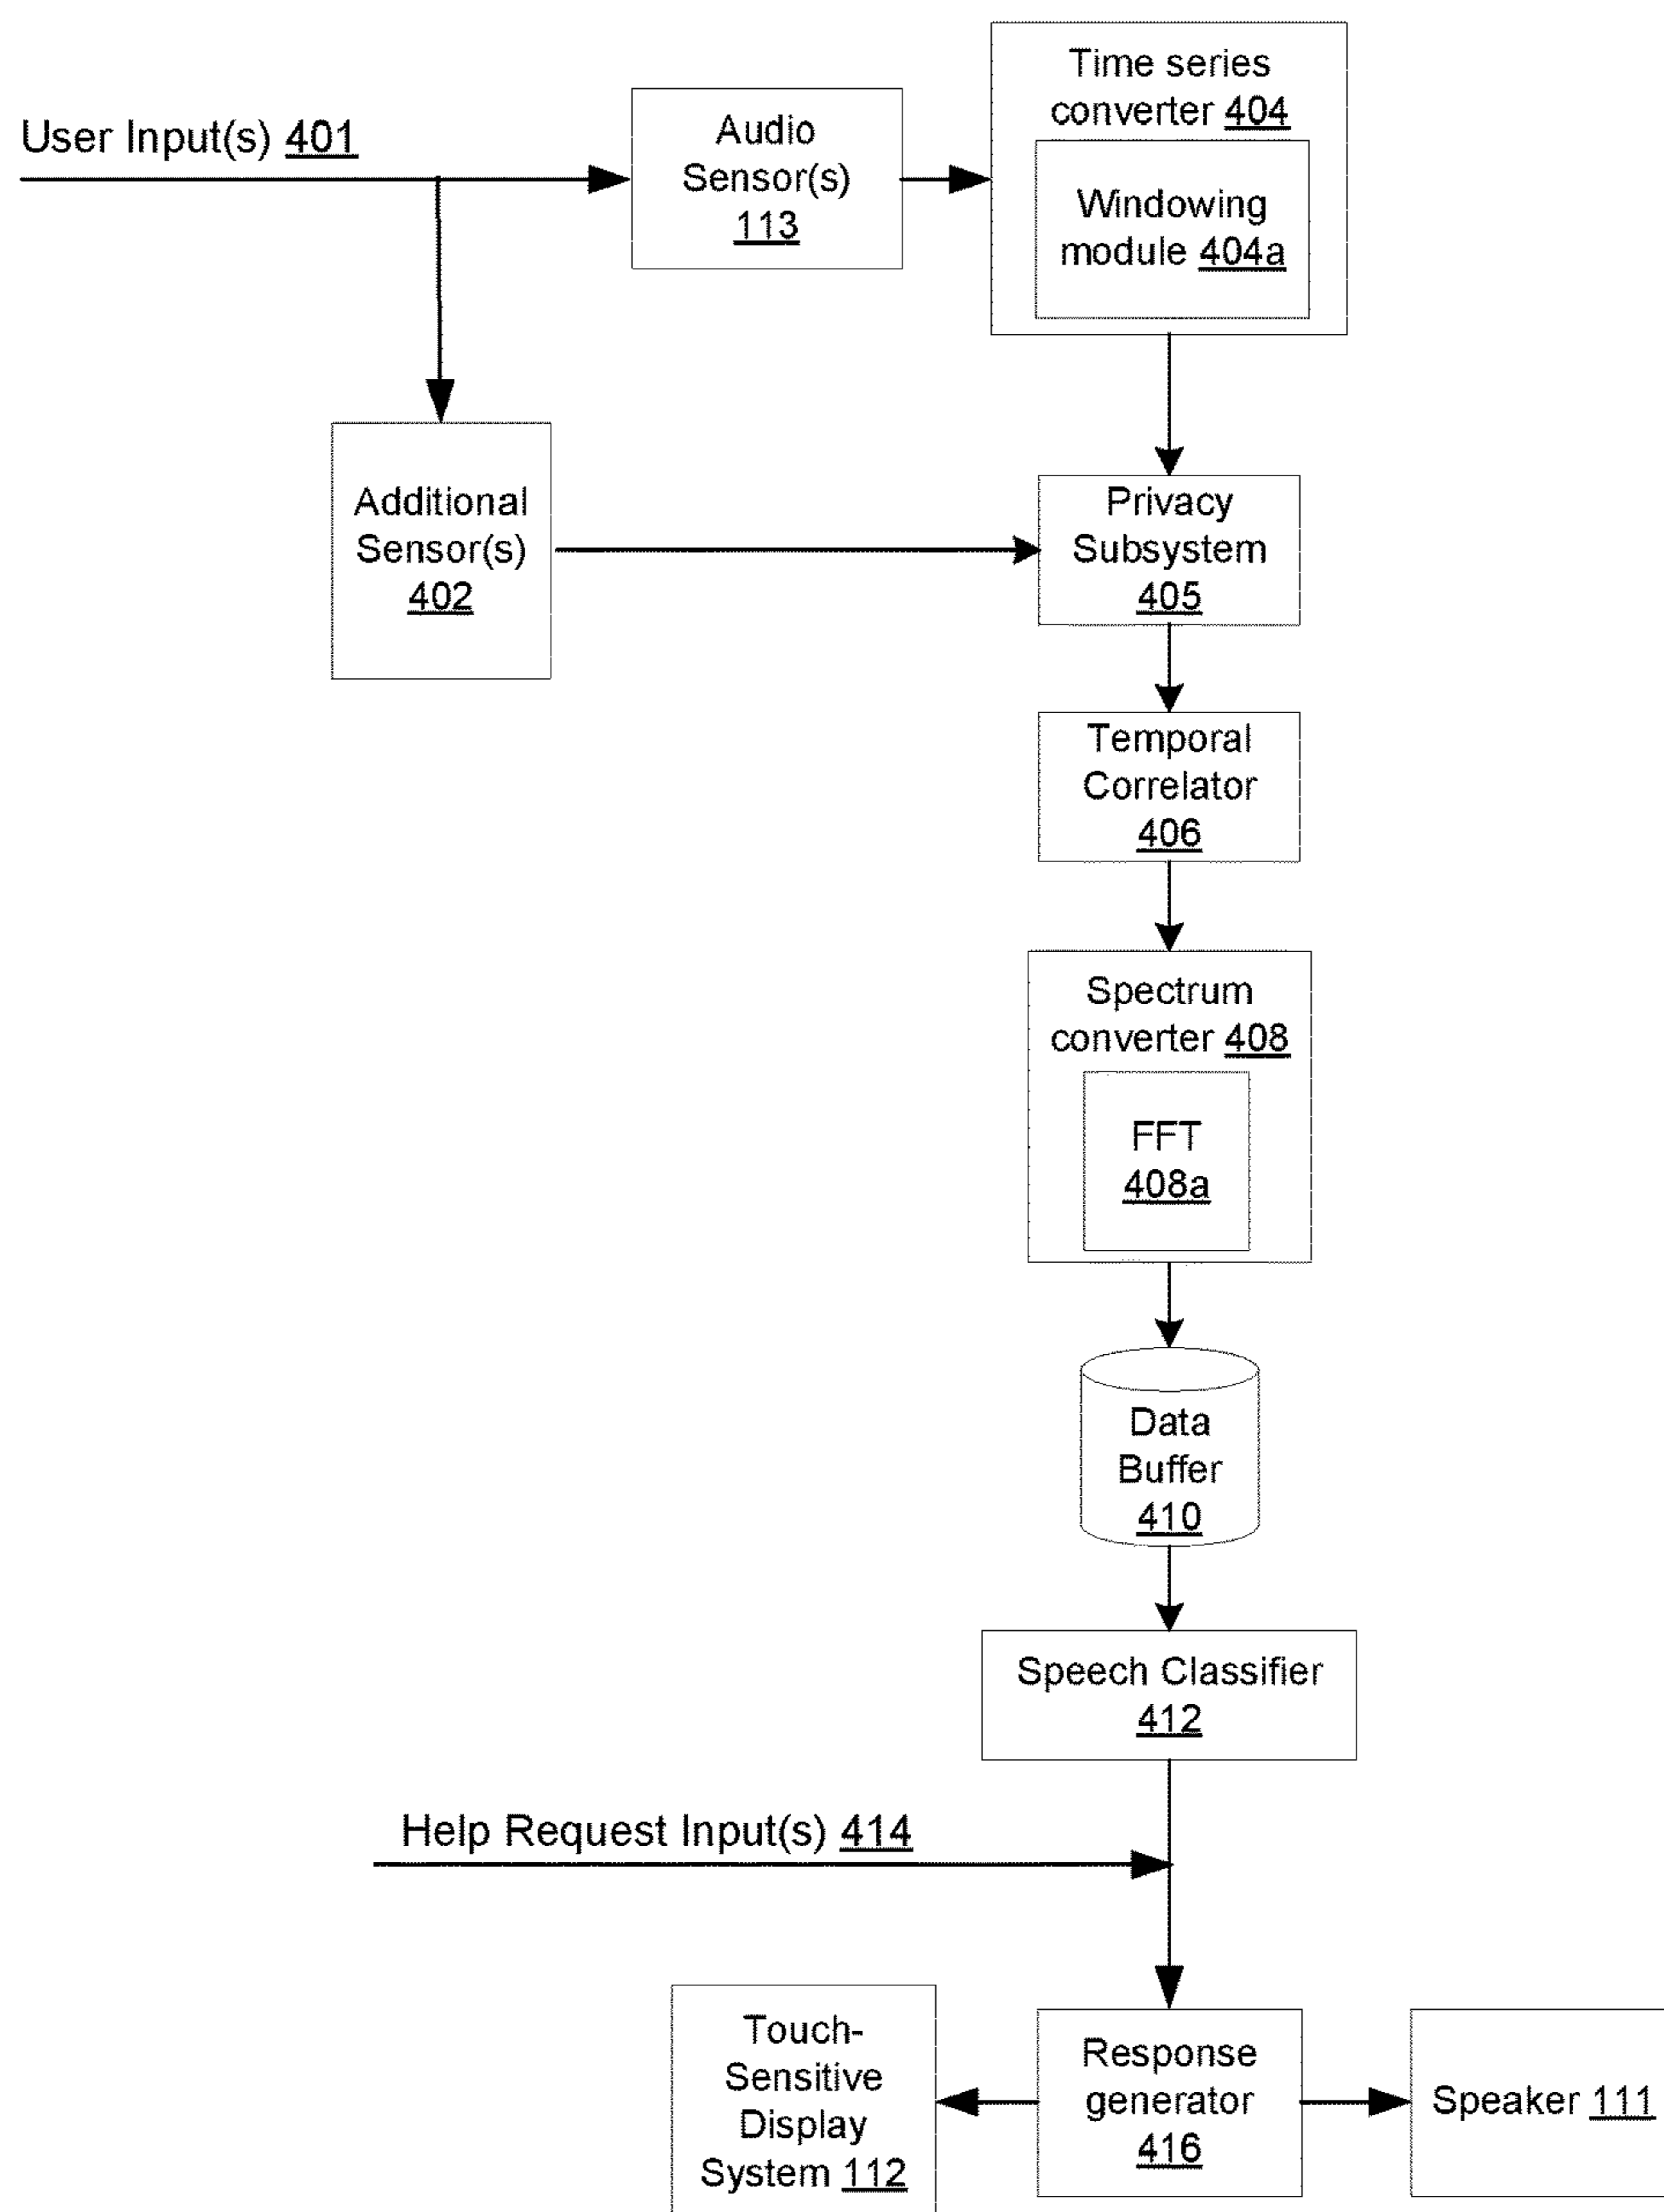 User Input(s) 401
Audio
Sensor(s)
113
Time series
converter 404
Windowing
module 404a
Additional
Sensor(s)
402
Privacy
Subsystem
405
Temporal
Correlator
406
Spectrum
converter 408
FFT
408a
Data
Buffer
410
Speech Classifier
412
Help Request Input(s) 414
Touch-
Sensitive
Display
System 112
Response
generator
416
Speaker 111